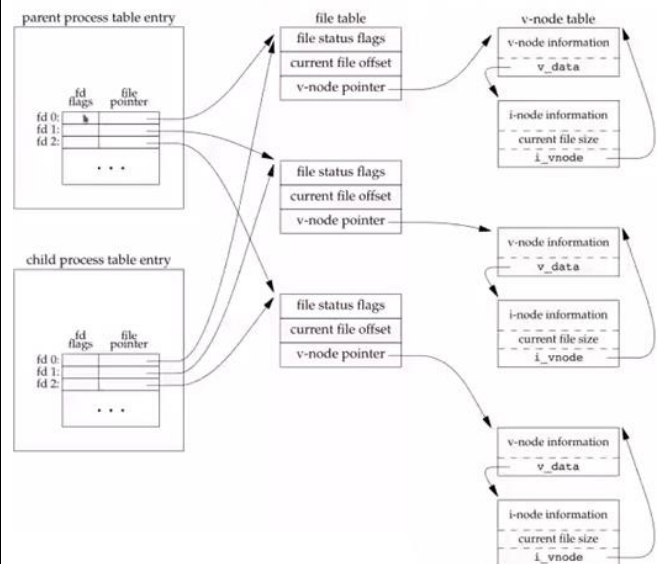 parent process table entry
fd flags
file pointer
fd 0:
fd 1:
fd 2:
. . .
child process table entry
fd flags
file pointer
fd 0:
fd 1:
fd 2:
. . .
file table
file status flags
current file offset
v-node pointer
file status flags
current file offset
v-node pointer
file status flags
current file offset
v-node pointer
v-node table
v-node information
v_data
i-node information
current file size
i_vnode
v-node information
v_data
i-node information
current file size
i_vnode
v-node information
v_data
i-node information
current file size
i_vnode